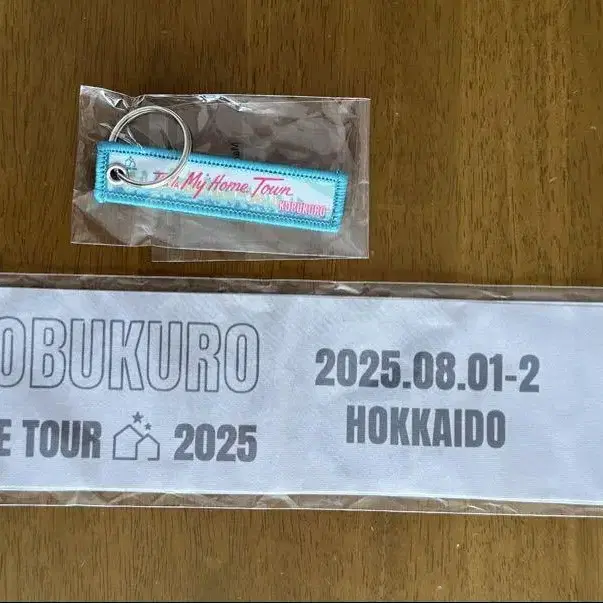 My Home Town
KOBUKURO
OBUKURO
E TOUR 2025
2025.08.01-2
HOKKAIDO